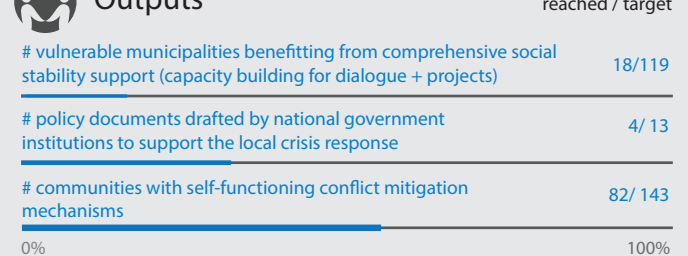 Outputs
reached / target
# vulnerable municipalities benefitting from comprehensive social
stability support (capacity building for dialogue + projects)
18/119
# policy documents drafted by national government
institutions to support the local crisis response
4/ 13
# communities with self-functioning conflict mitigation
mechanisms
82/ 143
0%
100%